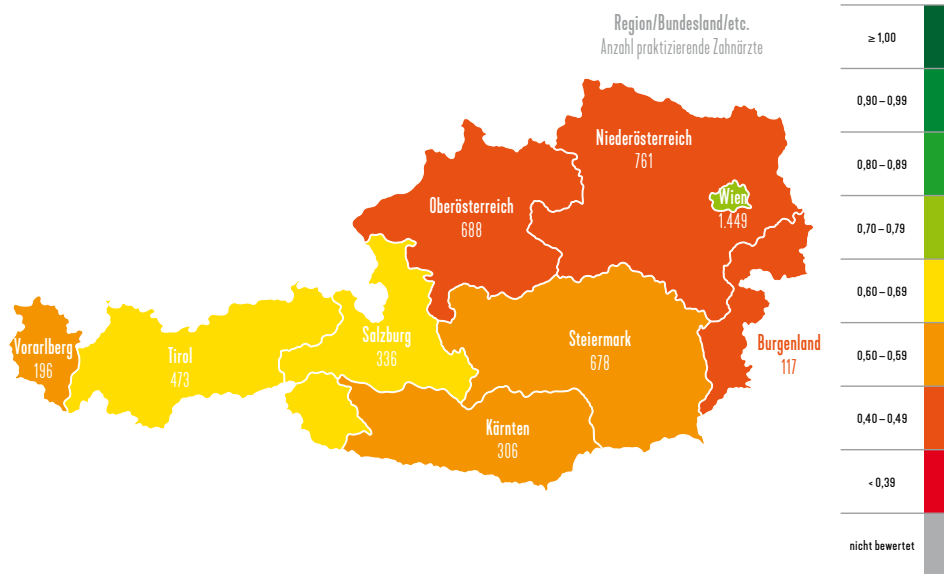 Region/Bundesland/etc.
Anzahl praktizierende Zahnärzte
≥ 1,00
0,90 – 0,99
0,80 – 0,89
0,70 – 0,79
0,60 – 0,69
0,50 – 0,59
0,40 – 0,49
< 0,39
nicht bewertet
Niederösterreich
761
Wien
1.449
Oberösterreich
688
Salzburg
336
Steiermark
678
Burgenland
117
Vorarlberg
196
Tirol
473
Kärnten
306